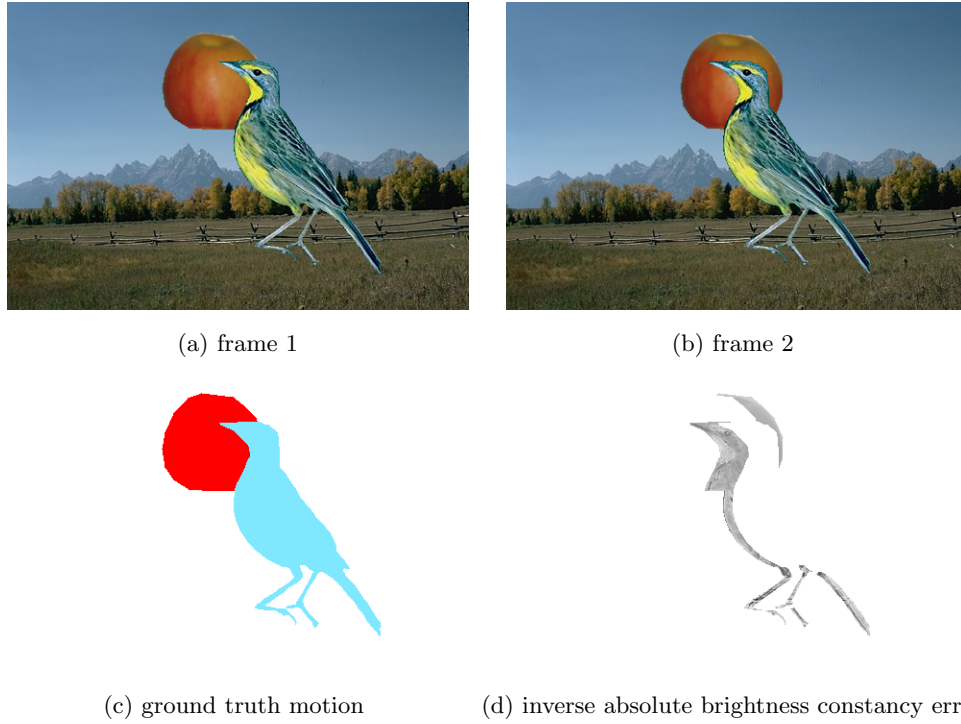 (a) frame 1
(b) frame 2
(c) ground truth motion
(d) inverse absolute brightness constancy err